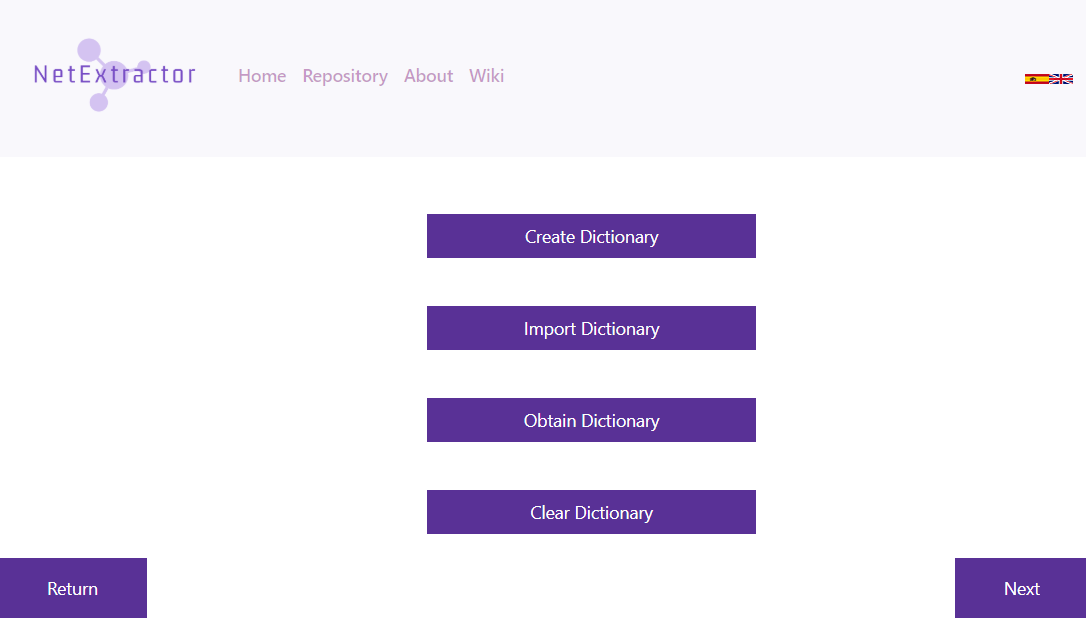 NetExtractor
Home Repository About Wiki
Create Dictionary
Import Dictionary
Obtain Dictionary
Clear Dictionary
Return
Next